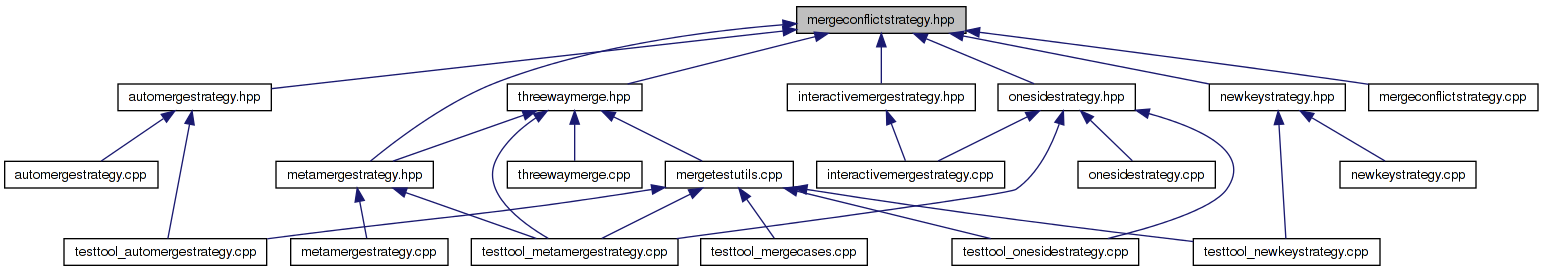 mergeconflictstrategy.hpp
automergestrategy.hpp
threewaymerge.hpp
interactivemergestrategy.hpp
onesidestrategy.hpp
newkeystrategy.hpp
mergeconflictstrategy.cpp
automergestrategy.cpp
metamergestrategy.hpp
threewaymerge.cpp
mergetestutils.cpp
interactivemergestrategy.cpp
onesidestrategy.cpp
newkeystrategy.cpp
testtool_automergestrategy.cpp
metamergestrategy.cpp
testtool_metamergestrategy.cpp
testtool_mergecases.cpp
testtool_onesidestrategy.cpp
testtool_newkeystrategy.cpp